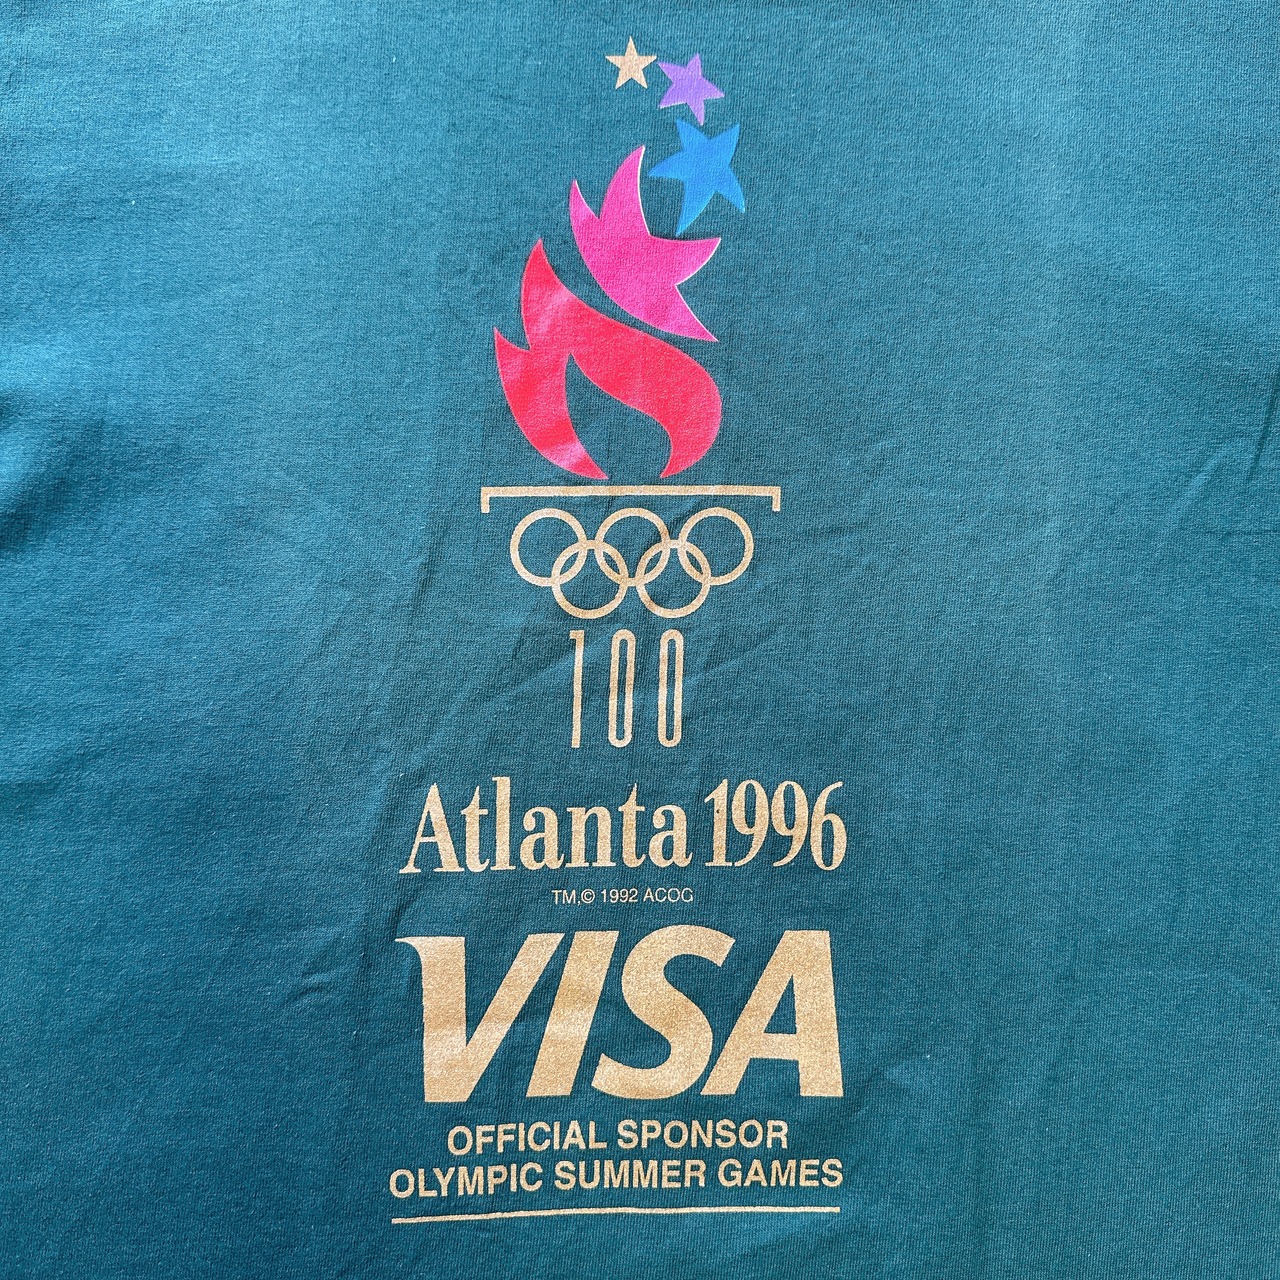 100
Atlanta 1996
TM,© 1992 ACOG
VISA
OFFICIAL SPONSOR
OLYMPIC SUMMER GAMES